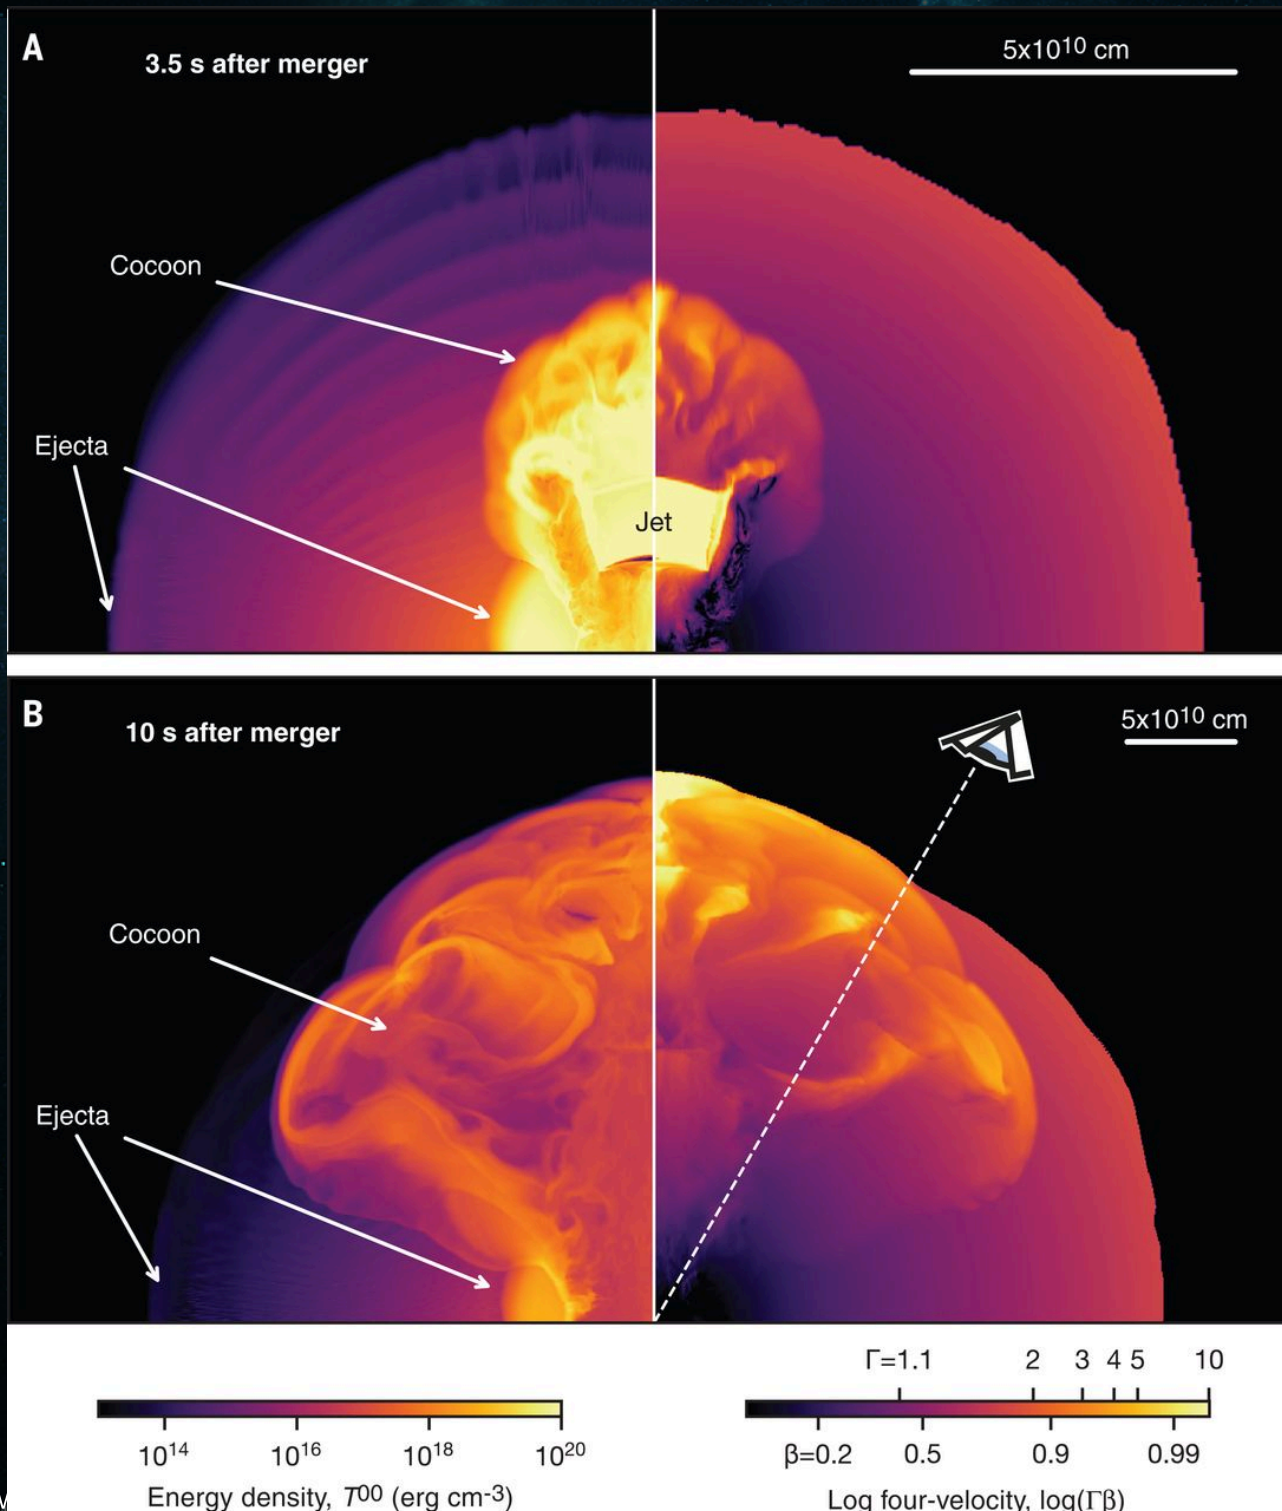 A
3.5 s after merger
5x10¹⁰ cm
Cocoon
Ejecta
Jet
B
10 s after merger
5x10¹⁰ cm
Cocoon
Ejecta
Γ=1.1 2 3 4 5 10
10¹⁴ 10¹⁶ 10¹⁸ 10²⁰
β=0.2 0.5 0.9 0.99
Energy density, T⁰⁰ (erg cm⁻³)
Log four-velocity, log(Γβ)